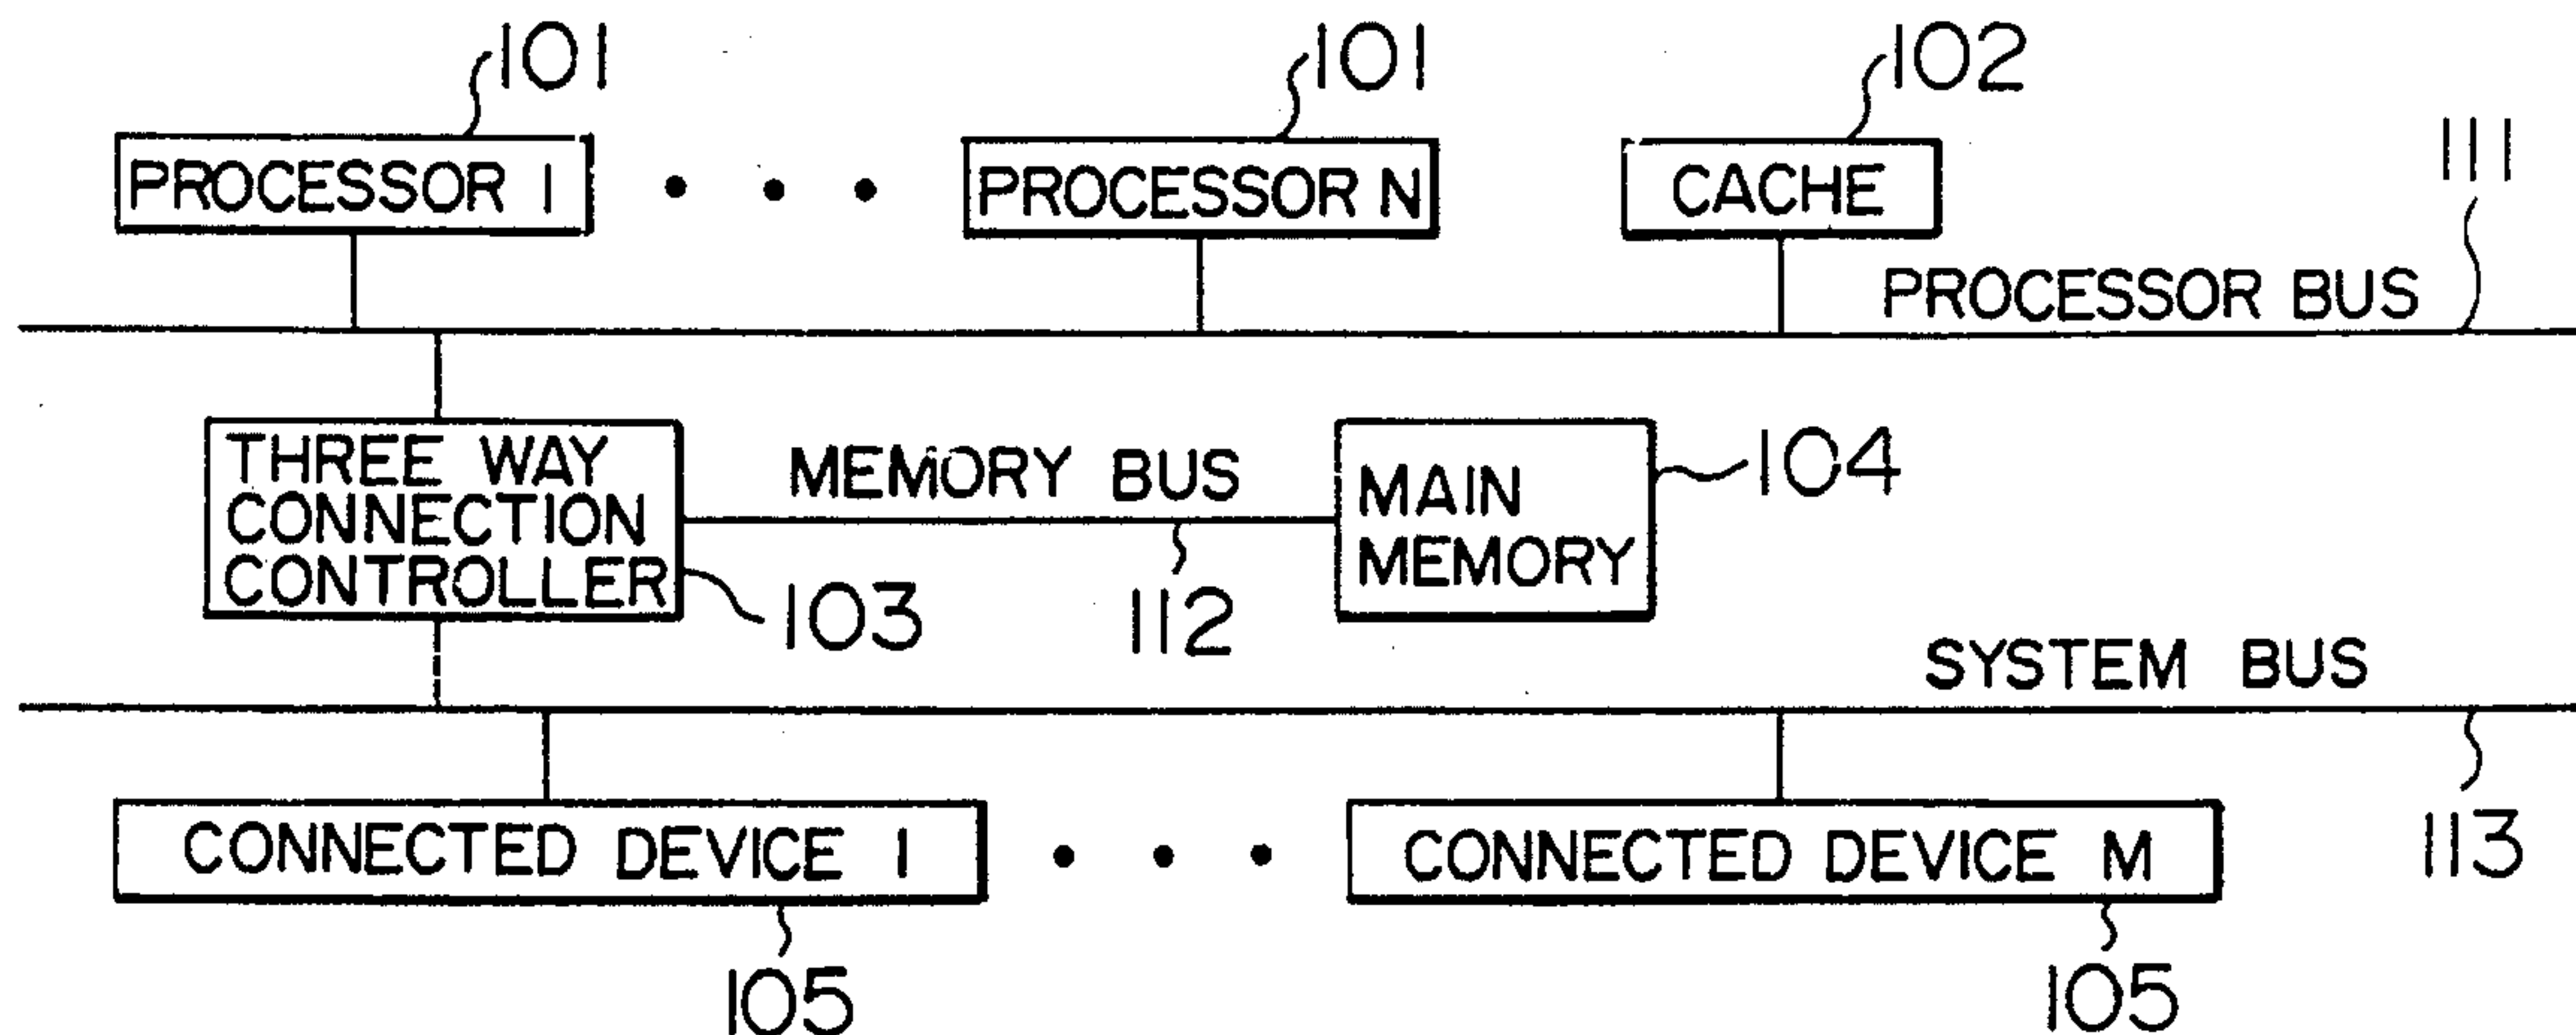 101
101
102
111
PROCESSOR 1
PROCESSOR N
CACHE
PROCESSOR BUS
THREE WAY
CONNECTION
CONTROLLER
103
MEMORY BUS
112
MAIN
MEMORY
104
SYSTEM BUS
113
CONNECTED DEVICE 1
CONNECTED DEVICE M
105
105